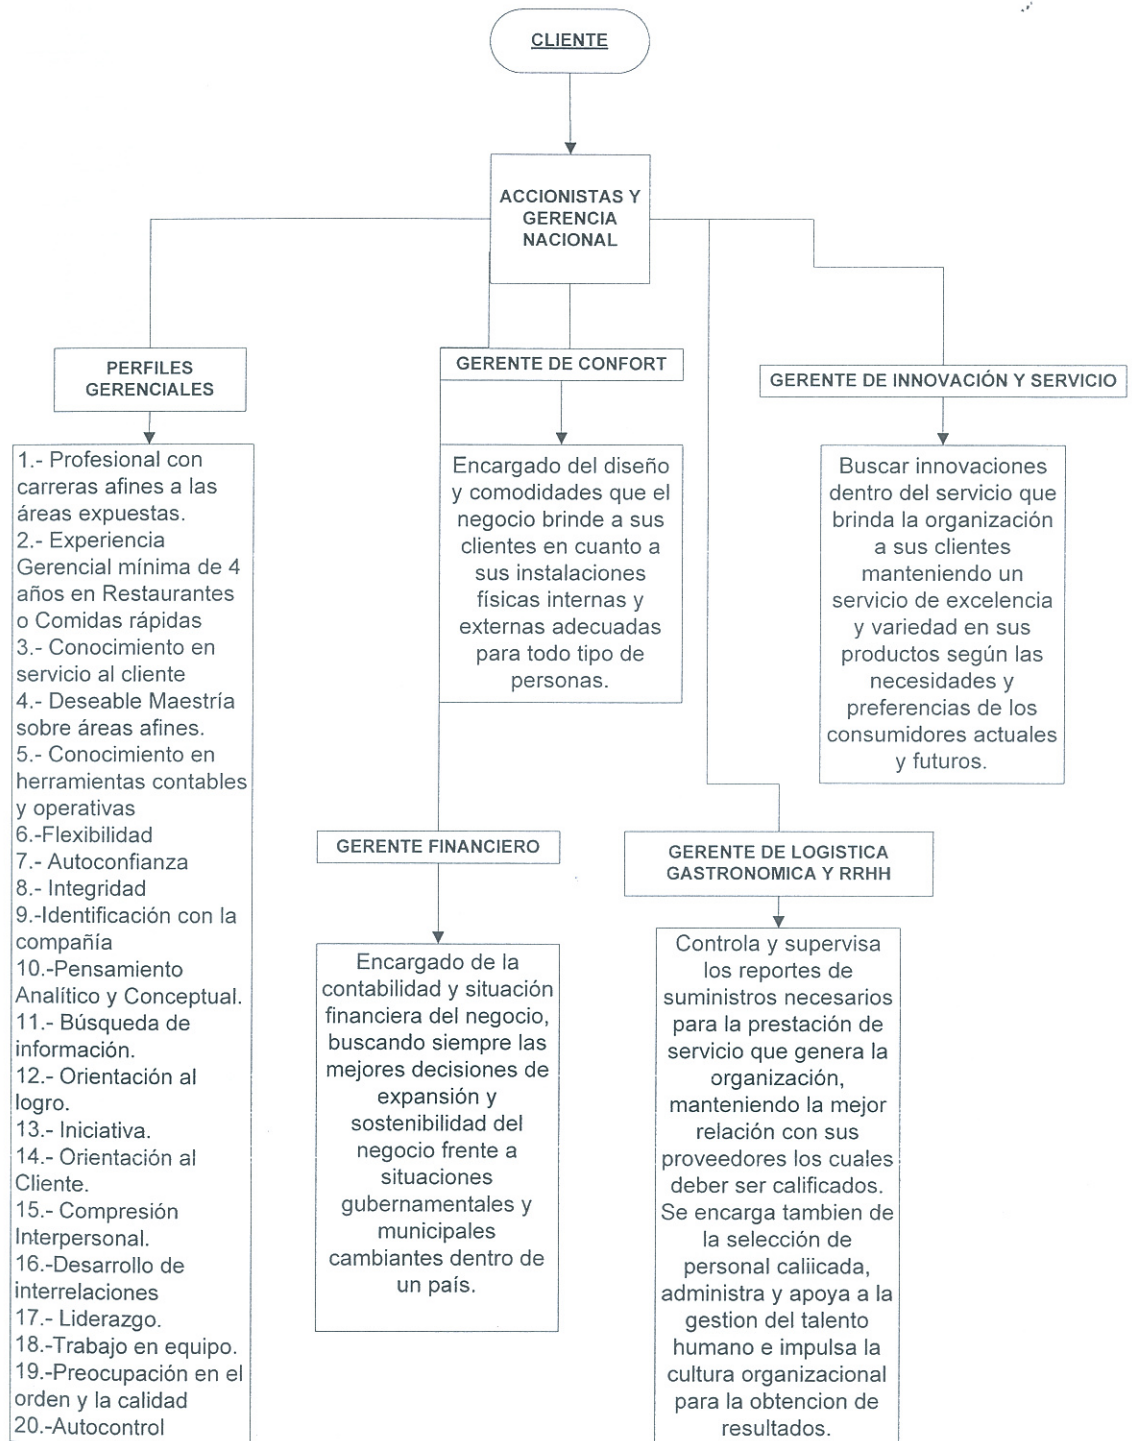 CLIENTE
ACCIONISTAS Y
GERENCIA
NACIONAL
PERFILES
GERENCIALES
1.- Profesional con
carreras afines a las
áreas expuestas.
2.- Experiencia
Gerencial mínima de 4
años en Restaurantes
o Comidas rápidas
3.- Conocimiento en
servicio al cliente
4.- Deseable Maestría
sobre áreas afines.
5.- Conocimiento en
herramientas contables
y operativas
6.-Flexibilidad
7.- Autoconfianza
8.- Integridad
9.-Identificación con la
compañía
10.-Pensamiento
Analítico y Conceptual.
11.- Búsqueda de
información.
12.- Orientación al
logro.
13.- Iniciativa.
14.- Orientación al
Cliente.
15.- Compresión
Interpersonal.
16.-Desarrollo de
interrelaciones
17.- Liderazgo.
18.-Trabajo en equipo.
19.-Preocupación en el
orden y la calidad
20.-Autocontrol
GERENTE DE CONFORT
Encargado del diseño
y comodidades que el
negocio brinde a sus
clientes en cuanto a
sus instalaciones
físicas internas y
externas adecuadas
para todo tipo de
personas.
GERENTE DE INNOVACIÓN Y SERVICIO
Buscar innovaciones
dentro del servicio que
brinda la organización
a sus clientes
manteniendo un
servicio de excelencia
y variedad en sus
productos según las
necesidades y
preferencias de los
consumidores actuales
y futuros.
GERENTE FINANCIERO
Encargado de la
contabilidad y situación
financiera del negocio,
buscando siempre las
mejores decisiones de
expansión y
sostenibilidad del
negocio frente a
situaciones
gubernamentales y
municipales
cambiantes dentro de
un país.
GERENTE DE LOGISTICA
GASTRONOMICA Y RRHH
Controla y supervisa
los reportes de
suministros necesarios
para la prestación de
servicio que genera la
organización,
manteniendo la mejor
relación con sus
proveedores los cuales
deber ser calificados.
Se encarga tambien de
la selección de
personal caliicada,
administra y apoya a la
gestion del talento
humano e impulsa la
cultura organizacional
para la obtencion de
resultados.